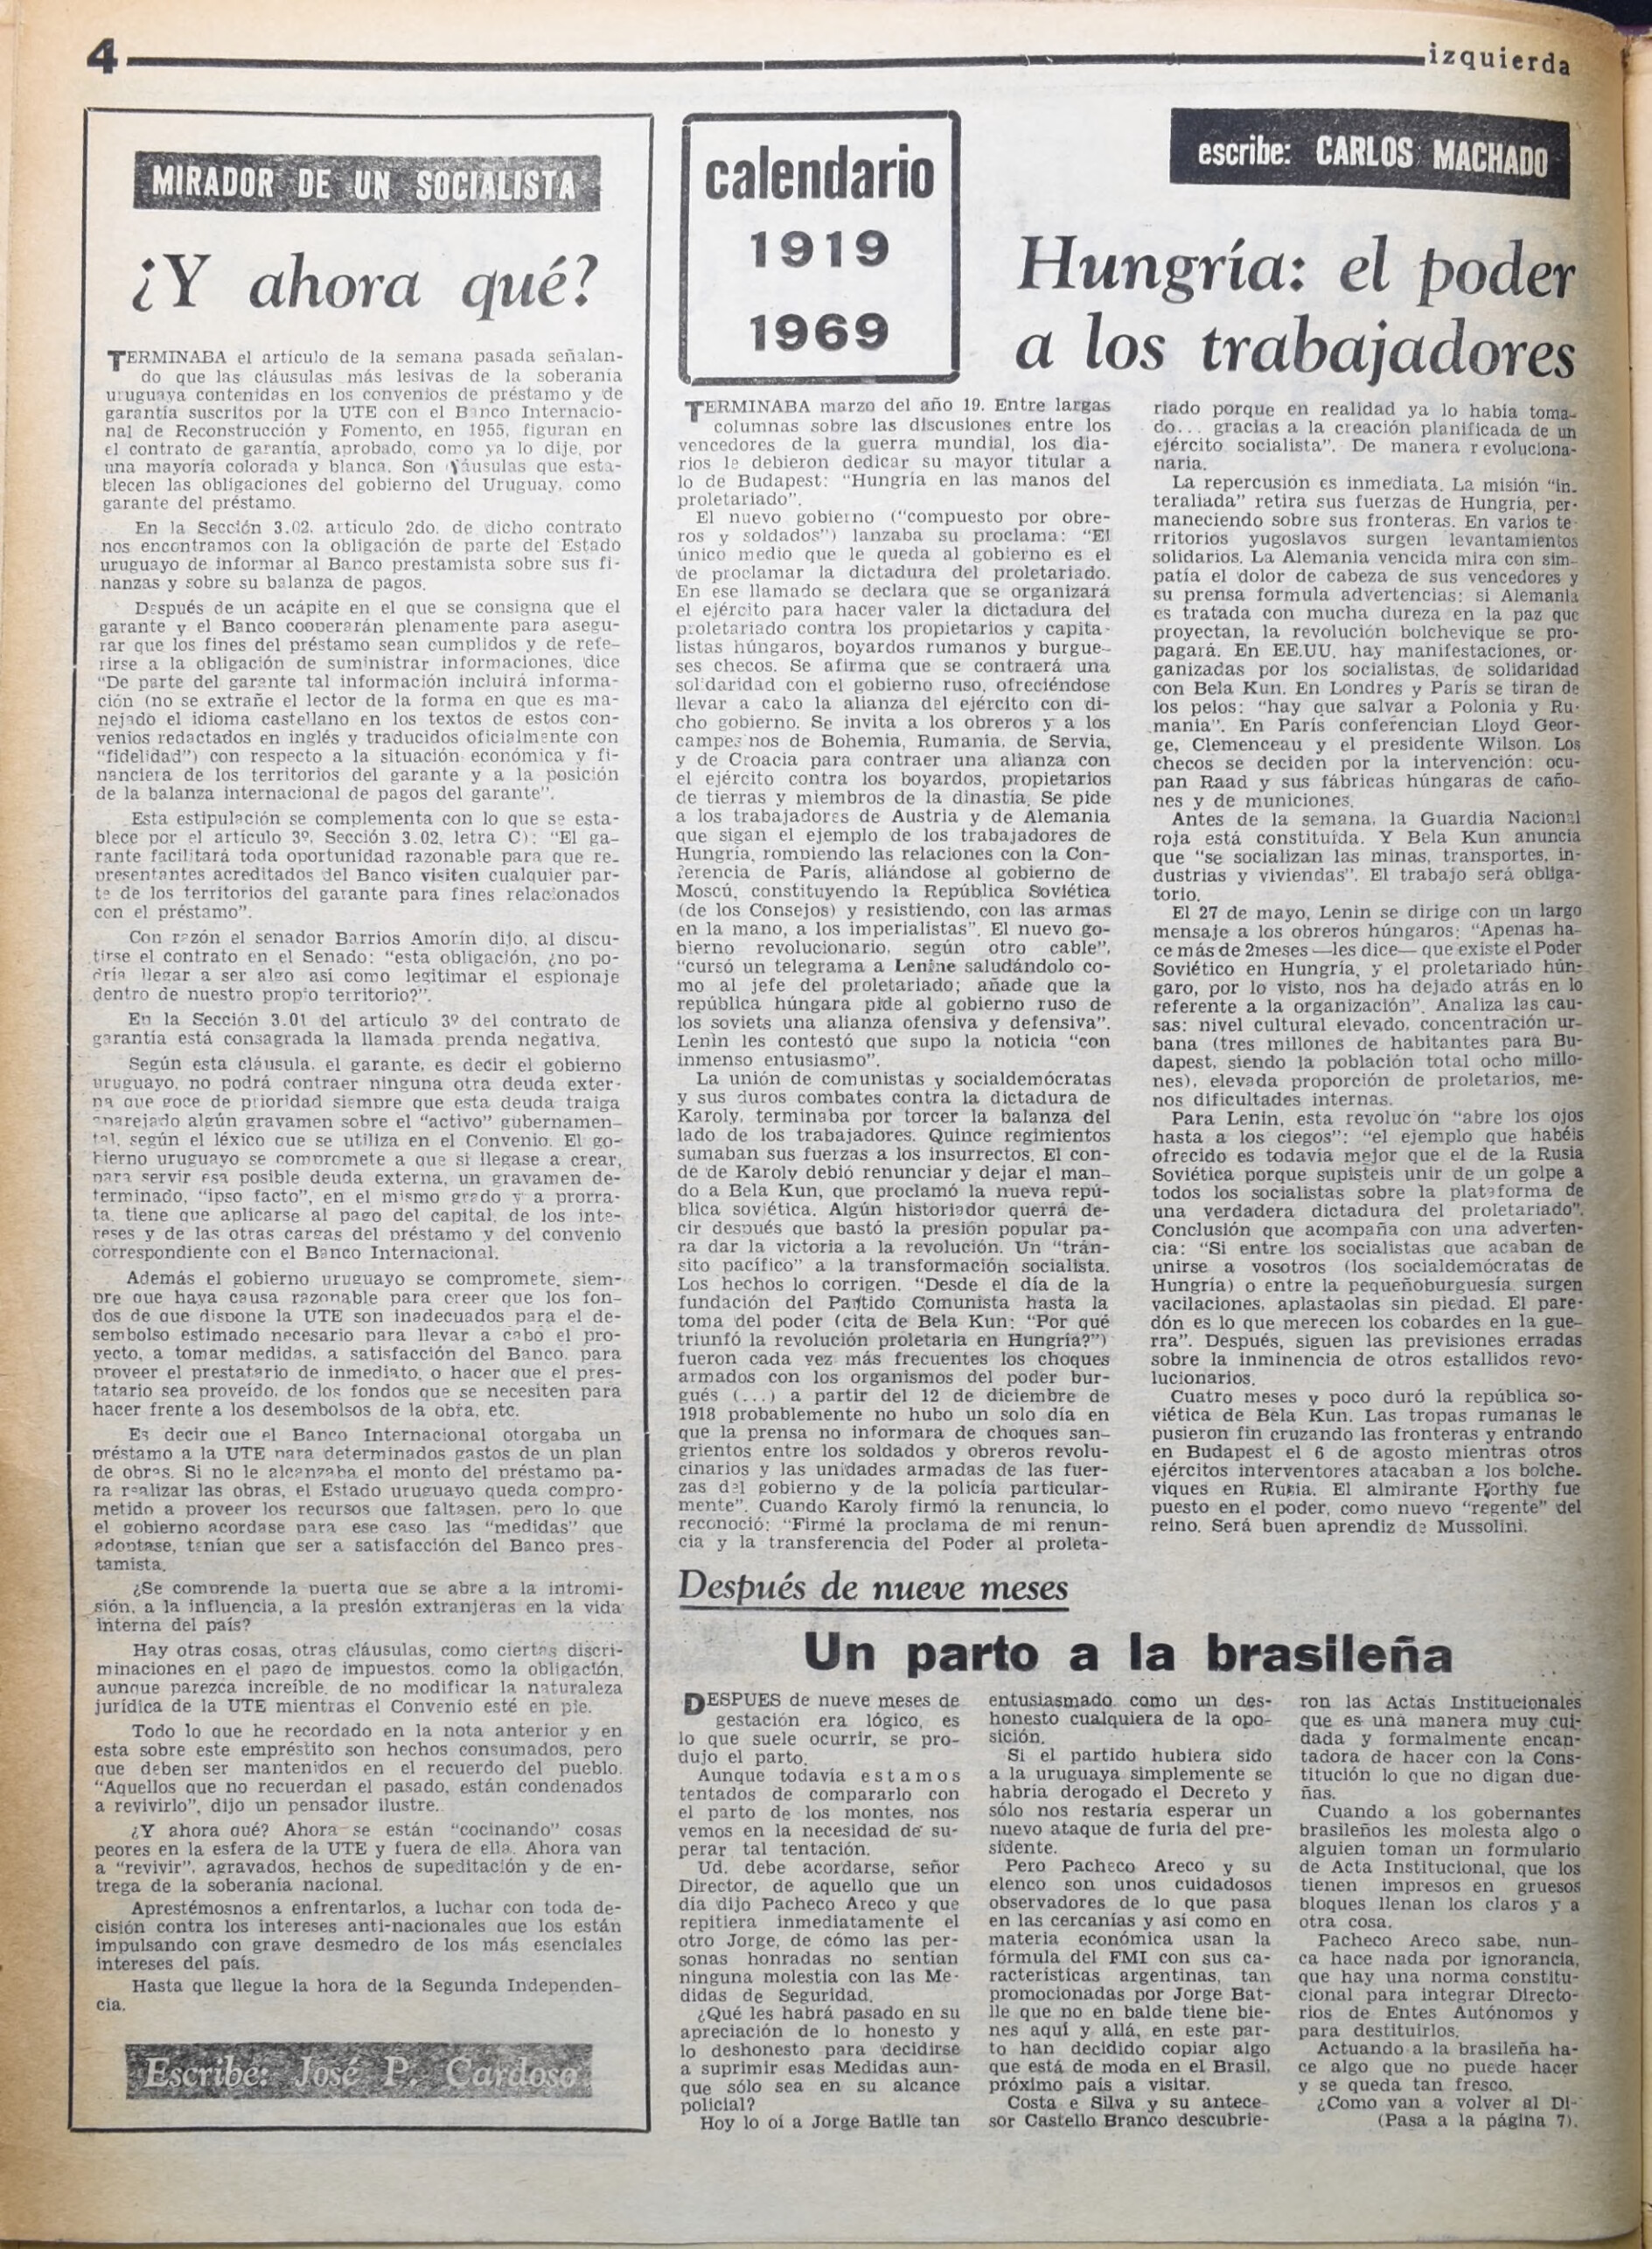 4
izquierda
MIRADOR DE UN SOCIALISTA
¿Y ahora qué?
TERMINABA el artículo de la semana pasada señalan-
do que las cláusulas más lesivas de la soberanía
uruguaya contenidas en los convenios de préstamo y de
garantía suscritos por la UTE con el Banco Internacio-
nal de Reconstrucción y Fomento, en 1955, figuran en
el contrato de garantía, aprobado, como ya lo dije, por
una mayoría colorada y blanca. Son cláusulas que esta-
blecen las obligaciones del gobierno del Uruguay, como
garante del préstamo.
En la Sección 3.02. artículo 2do. de dicho contrato
nos encontramos con la obligación de parte del Estado
uruguayo de informar al Banco prestamista sobre sus fi-
nanzas y sobre su balanza de pagos.
Después de un acápite en el que se consigna que el
garante y el Banco cooperarán plenamente para asegu-
rar que los fines del préstamo sean cumplidos y de refe-
rirse a la obligación de suministrar informaciones, dice
"De parte del garante tal información incluirá informa-
ción (no se extrañe el lector de la forma en que es ma-
nejado el idioma castellano en los textos de estos con-
venios redactados en inglés y traducidos oficialmente con
"fidelidad") con respecto a la situación económica y fi-
nanciera de los territorios del garante y a la posición
de la balanza internacional de pagos del garante".
Esta estipulación se complementa con lo que se esta-
blece por el artículo 3º, Sección 3.02, letra C): "El ga-
rante facilitará toda oportunidad razonable para que re-
presentantes acreditados del Banco visiten cualquier par-
te de los territorios del garante para fines relacionados
con el préstamo".
Con razón el senador Barrios Amorín dijo, al discu-
tirse el contrato en el Senado: "esta obligación, ¿no po-
dría llegar a ser algo así como legitimar el espionaje
dentro de nuestro propio territorio?".
En la Sección 3.01 del artículo 3º del contrato de
garantía está consagrada la llamada prenda negativa.
Según esta cláusula, el garante, es decir el gobierno
uruguayo, no podrá contraer ninguna otra deuda exter-
na que goce de prioridad siempre que esta deuda traiga
aparejado algún gravamen sobre el "activo" gubernamen-
tal, según el léxico que se utiliza en el Convenio. El go-
bierno uruguayo se compromete a que si llegase a crear,
para servir esa posible deuda externa, un gravamen de-
terminado, "ipso facto", en el mismo grado y a prorra-
ta, tiene que aplicarse al pago del capital, de los inte-
reses y de las otras cargas del préstamo y del convenio
correspondiente con el Banco Internacional.
Además el gobierno uruguayo se compromete, siem-
pre que haya causa razonable para creer que los fon-
dos de que dispone la UTE son inadecuados para el de-
sembolso estimado necesario para llevar a cabo el pro-
yecto, a tomar medidas, a satisfacción del Banco, para
proveer el prestatario de inmediato, o hacer que el pres-
tatario sea proveído, de los fondos que se necesiten para
hacer frente a los desembolsos de la obra, etc.
Es decir que el Banco Internacional otorgaba un
préstamo a la UTE para determinados gastos de un plan
de obras. Si no le alcanzaba el monto del préstamo pa-
ra realizar las obras, el Estado uruguayo queda compro-
metido a proveer los recursos que faltasen, pero lo que
el gobierno acordase para ese caso, las "medidas" que
adoptase, tenían que ser a satisfacción del Banco pres-
tamista.
¿Se comprende la puerta que se abre a la intromi-
sión, a la influencia, a la presión extranjeras en la vida
interna del país?
Hay otras cosas, otras cláusulas, como ciertas discri-
minaciones en el pago de impuestos, como la obligación,
aunque parezca increíble, de no modificar la naturaleza
jurídica de la UTE mientras el Convenio esté en pie.
Todo lo que he recordado en la nota anterior y en
esta sobre este empréstito son hechos consumados, pero
que deben ser mantenidos en el recuerdo del pueblo.
"Aquellos que no recuerdan el pasado, están condenados
a revivirlo", dijo un pensador ilustre.
¿Y ahora qué? Ahora se están "cocinando" cosas
peores en la esfera de la UTE y fuera de ella. Ahora van
a "revivir", agravados, hechos de supeditación y de en-
trega de la soberanía nacional.
Aprestémosnos a enfrentarlos, a luchar con toda de-
cisión contra los intereses anti-nacionales que los están
impulsando con grave desmedro de los más esenciales
intereses del país.
Hasta que llegue la hora de la Segunda Independen-
cia.
Escribe: José P. Cardoso
calendario
1919
1969
escribe: CARLOS MACHADO
Hungría: el poder
a los trabajadores
TERMINABA marzo del año 19. Entre largas
columnas sobre las discusiones entre los
vencedores de la guerra mundial, los dia-
rios le debieron dedicar su mayor titular a
lo de Budapest: "Hungría en las manos del
proletariado".
El nuevo gobierno ("compuesto por obre-
ros y soldados") lanzaba su proclama: "El
único medio que le queda al gobierno es el
de proclamar la dictadura del proletariado.
En ese llamado se declara que se organizará
el ejército para hacer valer la dictadura del
proletariado contra los propietarios y capita-
listas húngaros, boyardos rumanos y burgue-
ses checos. Se afirma que se contraerá una
solidaridad con el gobierno ruso, ofreciéndose
llevar a cabo la alianza del ejército con di-
cho gobierno. Se invita a los obreros y a los
campesinos de Bohemia, Rumania, de Servia,
y de Croacia para contraer una alianza con
el ejército contra los boyardos, propietarios
de tierras y miembros de la dinastía. Se pide
a los trabajadores de Austria y de Alemania
que sigan el ejemplo de los trabajadores de
Hungría, rompiendo las relaciones con la Con-
ferencia de París, aliándose al gobierno de
Moscú, constituyendo la República Soviética
(de los Consejos) y resistiendo, con las armas
en la mano, a los imperialistas". El nuevo go-
bierno revolucionario, según otro cable",
"cursó un telegrama a Lenine saludándolo co-
mo al jefe del proletariado; añade que la
república húngara pide al gobierno ruso de
los soviets una alianza ofensiva y defensiva".
Lenin les contestó que supo la noticia "con
inmenso entusiasmo".
La unión de comunistas y socialdemócratas
y sus duros combates contra la dictadura de
Karoly, terminaba por torcer la balanza del
lado de los trabajadores. Quince regimientos
sumaban sus fuerzas a los insurrectos. El con-
de de Karoly debió renunciar y dejar el man-
do a Bela Kun, que proclamó la nueva repú-
blica soviética. Algún historiador querrá de-
cir después que bastó la presión popular pa-
ra dar la victoria a la revolución. Un "trán-
sito pacífico" a la transformación socialista.
Los hechos lo corrigen. "Desde el día de la
fundación del Partido Comunista hasta la
toma del poder (cita de Bela Kun: "Por qué
triunfó la revolución proletaria en Hungría?")
fueron cada vez más frecuentes los choques
armados con los organismos del poder bur-
gués (...) a partir del 12 de diciembre de
1918 probablemente no hubo un solo día en
que la prensa no informara de choques san-
grientos entre los soldados y obreros revolu-
cinarios y las unidades armadas de las fuer-
zas del gobierno y de la policía particular-
mente". Cuando Karoly firmó la renuncia, lo
reconoció: "Firmé la proclama de mi renun-
cia y la transferencia del Poder al proleta-
riado porque en realidad ya lo había toma-
do... gracias a la creación planificada de un
ejército socialista". De manera revoluciona-
naria.
La repercusión es inmediata. La misión "in-
teraliada" retira sus fuerzas de Hungría, per-
maneciendo sobre sus fronteras. En varios te-
rritorios yugoslavos surgen levantamientos
solidarios. La Alemania vencida mira con sim-
patía el dolor de cabeza de sus vencedores y
su prensa formula advertencias: si Alemania
es tratada con mucha dureza en la paz que
proyectan, la revolución bolchevique se pro-
pagará. En EE.UU. hay manifestaciones, or-
ganizadas por los socialistas, de solidaridad
con Bela Kun. En Londres y París se tiran de
los pelos: "hay que salvar a Polonia y Ru-
mania". En París conferencian Lloyd Geor-
ge, Clemenceau y el presidente Wilson. Los
checos se deciden por la intervención: ocu-
pan Raad y sus fábricas húngaras de caño-
nes y de municiones.
Antes de la semana, la Guardia Nacional
roja está constituída. Y Bela Kun anuncia
que "se socializan las minas, transportes, in-
dustrias y viviendas". El trabajo será obliga-
torio.
El 27 de mayo, Lenin se dirige con un largo
mensaje a los obreros húngaros: "Apenas ha-
ce más de 2meses —les dice— que existe el Poder
Soviético en Hungría, y el proletariado hún-
garo, por lo visto, nos ha dejado atrás en lo
referente a la organización". Analiza las cau-
sas: nivel cultural elevado, concentración ur-
bana (tres millones de habitantes para Bu-
dapest, siendo la población total ocho millo-
nes), elevada proporción de proletarios, me-
nos dificultades internas.
Para Lenin, esta revolución "abre los ojos
hasta a los ciegos": "el ejemplo que habéis
ofrecido es todavía mejor que el de la Rusia
Soviética porque supisteis unir de un golpe a
todos los socialistas sobre la plataforma de
una verdadera dictadura del proletariado".
Conclusión que acompaña con una adverten-
cia: "Si entre los socialistas que acaban de
unirse a vosotros (los socialdemócratas de
Hungría) o entre la pequeñoburguesía, surgen
vacilaciones, aplastaolas sin piedad. El pare-
dón es lo que merecen los cobardes en la gue-
rra". Después, siguen las previsiones erradas
sobre la inminencia de otros estallidos revo-
lucionarios.
Cuatro meses y poco duró la república so-
viética de Bela Kun. Las tropas rumanas le
pusieron fin cruzando las fronteras y entrando
en Budapest el 6 de agosto mientras otros
ejércitos interventores atacaban a los bolche-
viques en Rusia. El almirante Horthy fue
puesto en el poder, como nuevo "regente" del
reino. Será buen aprendiz de Mussolini.
Después de nueve meses
Un parto a la brasileña
DESPUES de nueve meses de
gestación era lógico, es
lo que suele ocurrir, se pro-
dujo el parto.
Aunque todavía estamos
tentados de compararlo con
el parto de los montes, nos
vemos en la necesidad de su-
perar tal tentación.
Ud. debe acordarse, señor
Director, de aquello que un
día dijo Pacheco Areco y que
repitiera inmediatamente el
otro Jorge, de cómo las per-
sonas honradas no sentían
ninguna molestia con las Me-
didas de Seguridad.
¿Qué les habrá pasado en su
apreciación de lo honesto y
lo deshonesto para decidirse
a suprimir esas Medidas aun-
que sólo sea en su alcance
policial?
Hoy lo oí a Jorge Batlle tan
entusiasmado como un des-
honesto cualquiera de la opo-
sición.
Si el partido hubiera sido
a la uruguaya simplemente se
habría derogado el Decreto y
sólo nos restaría esperar un
nuevo ataque de furia del pre-
sidente.
Pero Pacheco Areco y su
elenco son unos cuidadosos
observadores de lo que pasa
en las cercanías y así como en
materia económica usan la
fórmula del FMI con sus ca-
racterísticas argentinas, tan
promocionadas por Jorge Bat-
lle que no en balde tiene bie-
nes aquí y allá, en este par-
to han decidido copiar algo
que está de moda en el Brasil,
próximo país a visitar.
Costa e Silva y su antece-
sor Castello Branco descubrie-
ron las Actas Institucionales
que es una manera muy cui-
dada y formalmente encan-
tadora de hacer con la Cons-
titución lo que no digan due-
ñas.
Cuando a los gobernantes
brasileños les molesta algo o
alguien toman un formulario
de Acta Institucional, que los
tienen impresos en gruesos
bloques llenan los claros y a
otra cosa.
Pacheco Areco sabe, nun-
ca hace nada por ignorancia,
que hay una norma constitu-
cional para integrar Directo-
rios de Entes Autónomos y
para destituirlos.
Actuando a la brasileña ha-
ce algo que no puede hacer
y se queda tan fresco.
¿Como van a volver al Di-
(Pasa a la página 7).